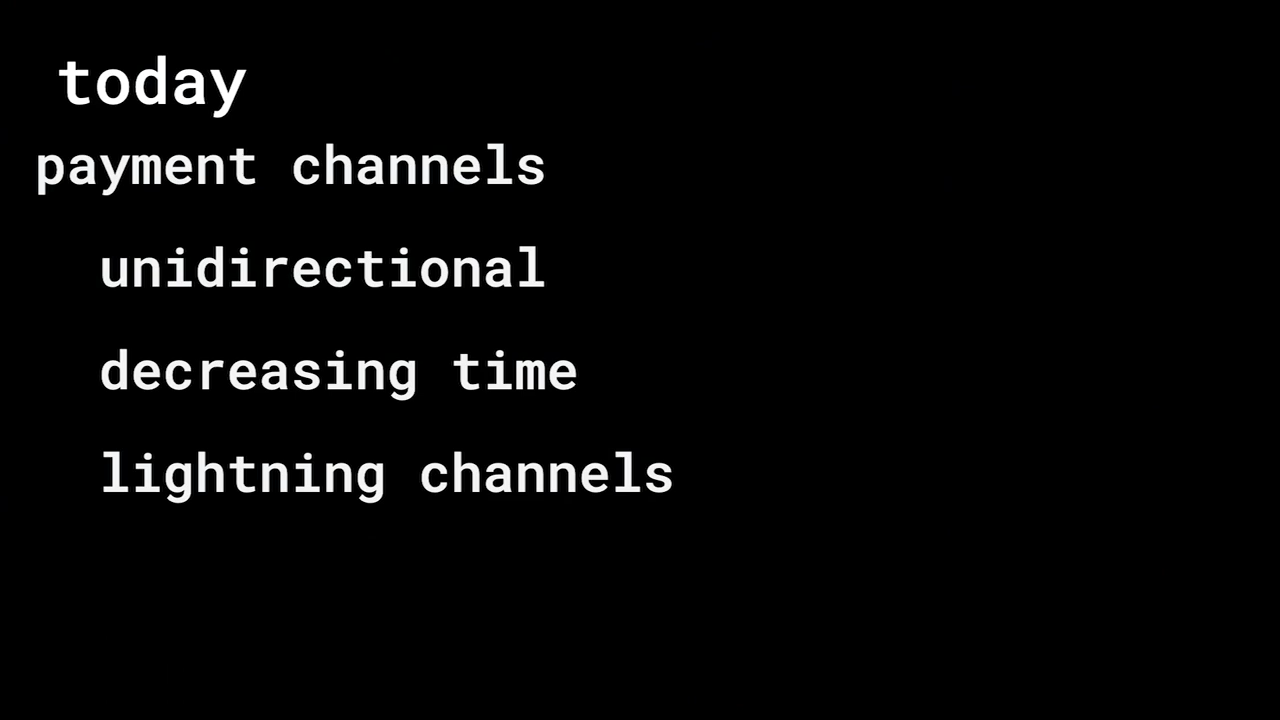 today
payment channels
unidirectional
decreasing time
lightning channels